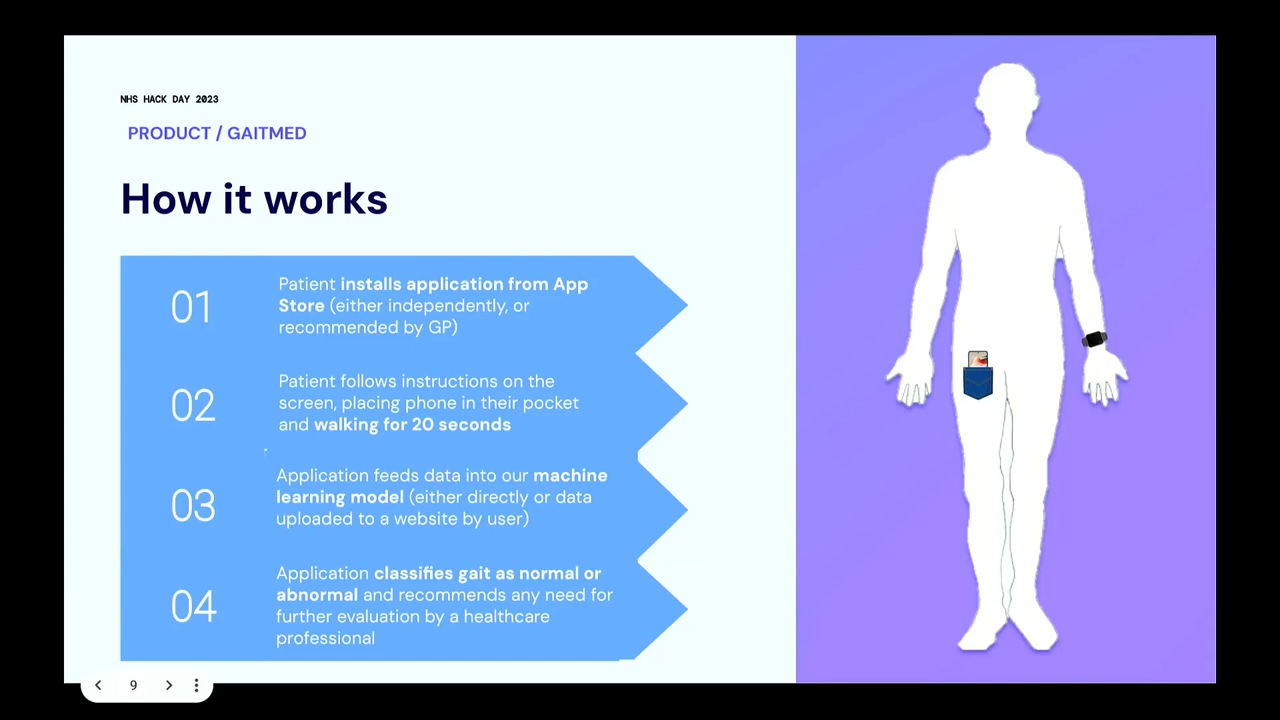 NHS HACK DAY 2023
PRODUCT / GAITMED
How it works
01
Patient installs application from App
Store (either independently, or
recommended by GP)
02
Patient follows instructions on the
screen, placing phone in their pocket
and walking for 20 seconds
03
Application feeds data into our machine
learning model (either directly or data
uploaded to a website by user)
04
Application classifies gait as normal or
abnormal and recommends any need for
further evaluation by a healthcare
professional
9